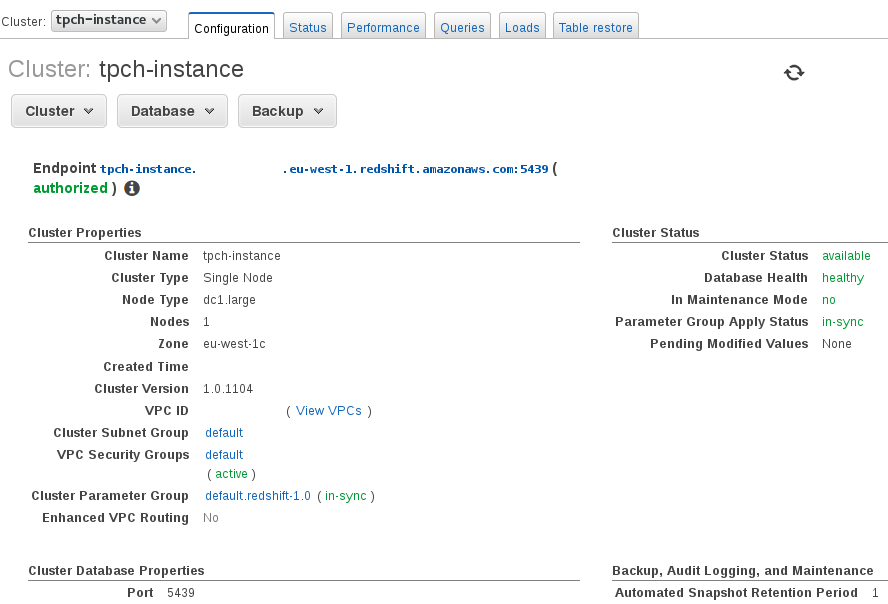 Cluster: tpch-instance Configuration Status Performance Queries Loads Table restore
Cluster: tpch-instance
Cluster Database Backup
Endpoint tpch-instance. .eu-west-1.redshift.amazonaws.com:5439 (
authorized )
Cluster Properties
Cluster Name tpch-instance
Cluster Type Single Node
Node Type dc1.large
Nodes 1
Zone eu-west-1c
Created Time
Cluster Version 1.0.1104
VPC ID ( View VPCs )
Cluster Subnet Group default
VPC Security Groups default
( active )
Cluster Parameter Group default.redshift-1.0 ( in-sync )
Enhanced VPC Routing No
Cluster Status
Cluster Status available
Database Health healthy
In Maintenance Mode no
Parameter Group Apply Status in-sync
Pending Modified Values None
Cluster Database Properties
Port 5439
Backup, Audit Logging, and Maintenance
Automated Snapshot Retention Period 1